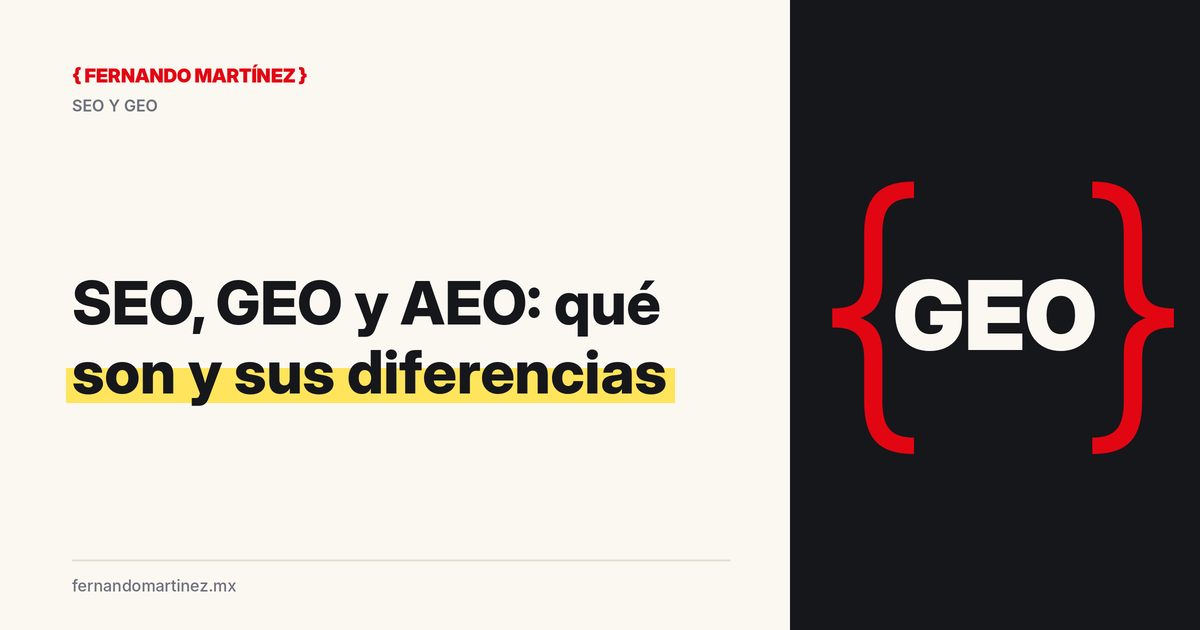 { FERNANDO MARTÍNEZ }
SEO Y GEO
SEO, GEO y AEO: qué
son y sus diferencias
fernandomartinez.mx
{GEO}